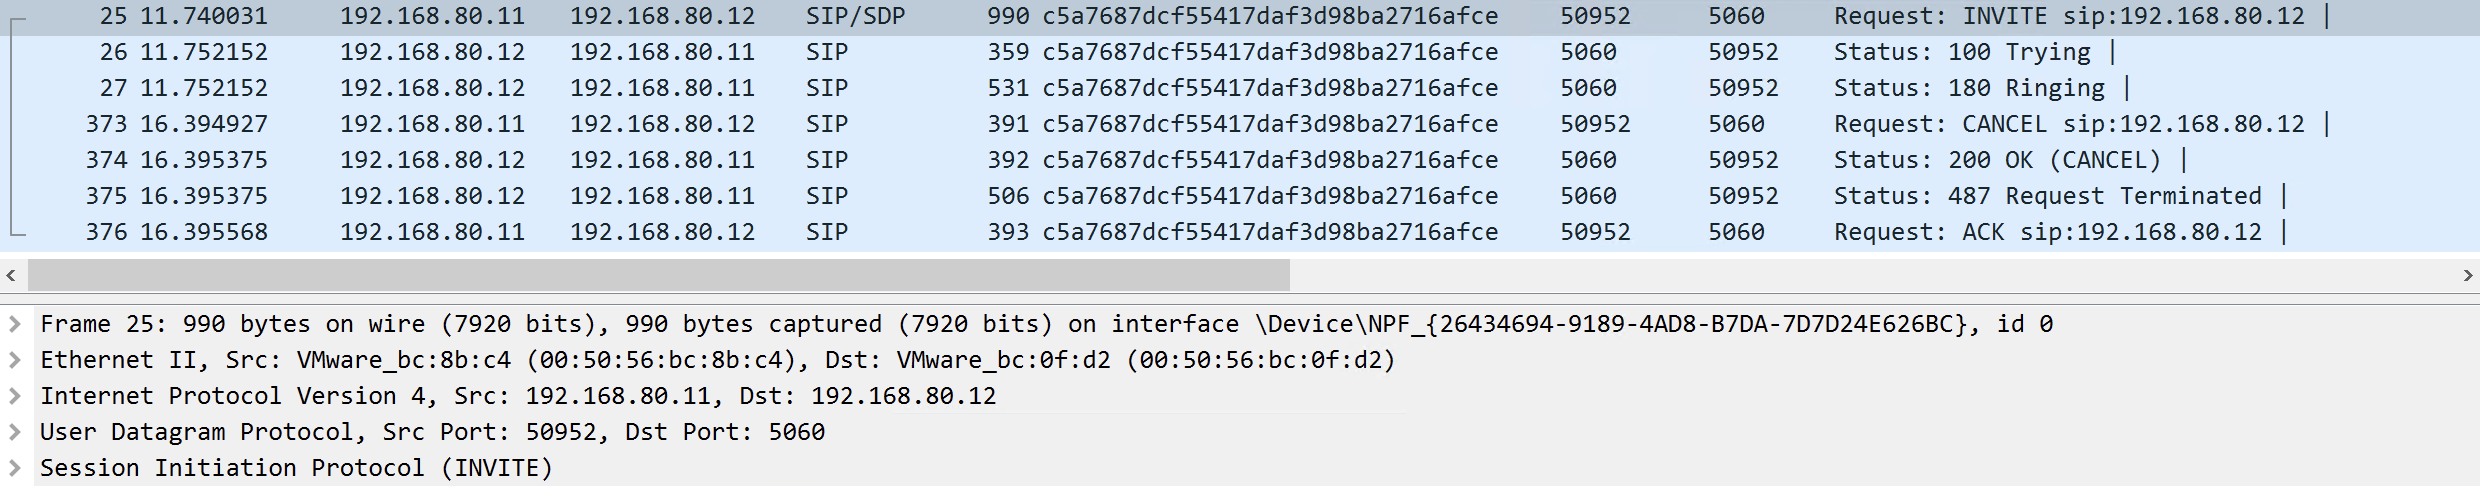 25 11.740031 192.168.80.11 192.168.80.12 SIP/SDP 990 c5a7687dcf55417daf3d98ba2716afce 50952 5060 Request: INVITE sip:192.168.80.12 |
26 11.752152 192.168.80.12 192.168.80.11 SIP 359 c5a7687dcf55417daf3d98ba2716afce 5060 50952 Status: 100 Trying |
27 11.752152 192.168.80.12 192.168.80.11 SIP 531 c5a7687dcf55417daf3d98ba2716afce 5060 50952 Status: 180 Ringing |
373 16.394927 192.168.80.11 192.168.80.12 SIP 391 c5a7687dcf55417daf3d98ba2716afce 50952 5060 Request: CANCEL sip:192.168.80.12 |
374 16.395375 192.168.80.12 192.168.80.11 SIP 392 c5a7687dcf55417daf3d98ba2716afce 5060 50952 Status: 200 OK (CANCEL) |
375 16.395375 192.168.80.12 192.168.80.11 SIP 506 c5a7687dcf55417daf3d98ba2716afce 5060 50952 Status: 487 Request Terminated |
376 16.395568 192.168.80.11 192.168.80.12 SIP 393 c5a7687dcf55417daf3d98ba2716afce 50952 5060 Request: ACK sip:192.168.80.12 |
Frame 25: 990 bytes on wire (7920 bits), 990 bytes captured (7920 bits) on interface \Device\NPF_{26434694-9189-4AD8-B7DA-7D7D24E626BC}, id 0
Ethernet II, Src: VMware_bc:8b:c4 (00:50:56:bc:8b:c4), Dst: VMware_bc:0f:d2 (00:50:56:bc:0f:d2)
Internet Protocol Version 4, Src: 192.168.80.11, Dst: 192.168.80.12
User Datagram Protocol, Src Port: 50952, Dst Port: 5060
Session Initiation Protocol (INVITE)